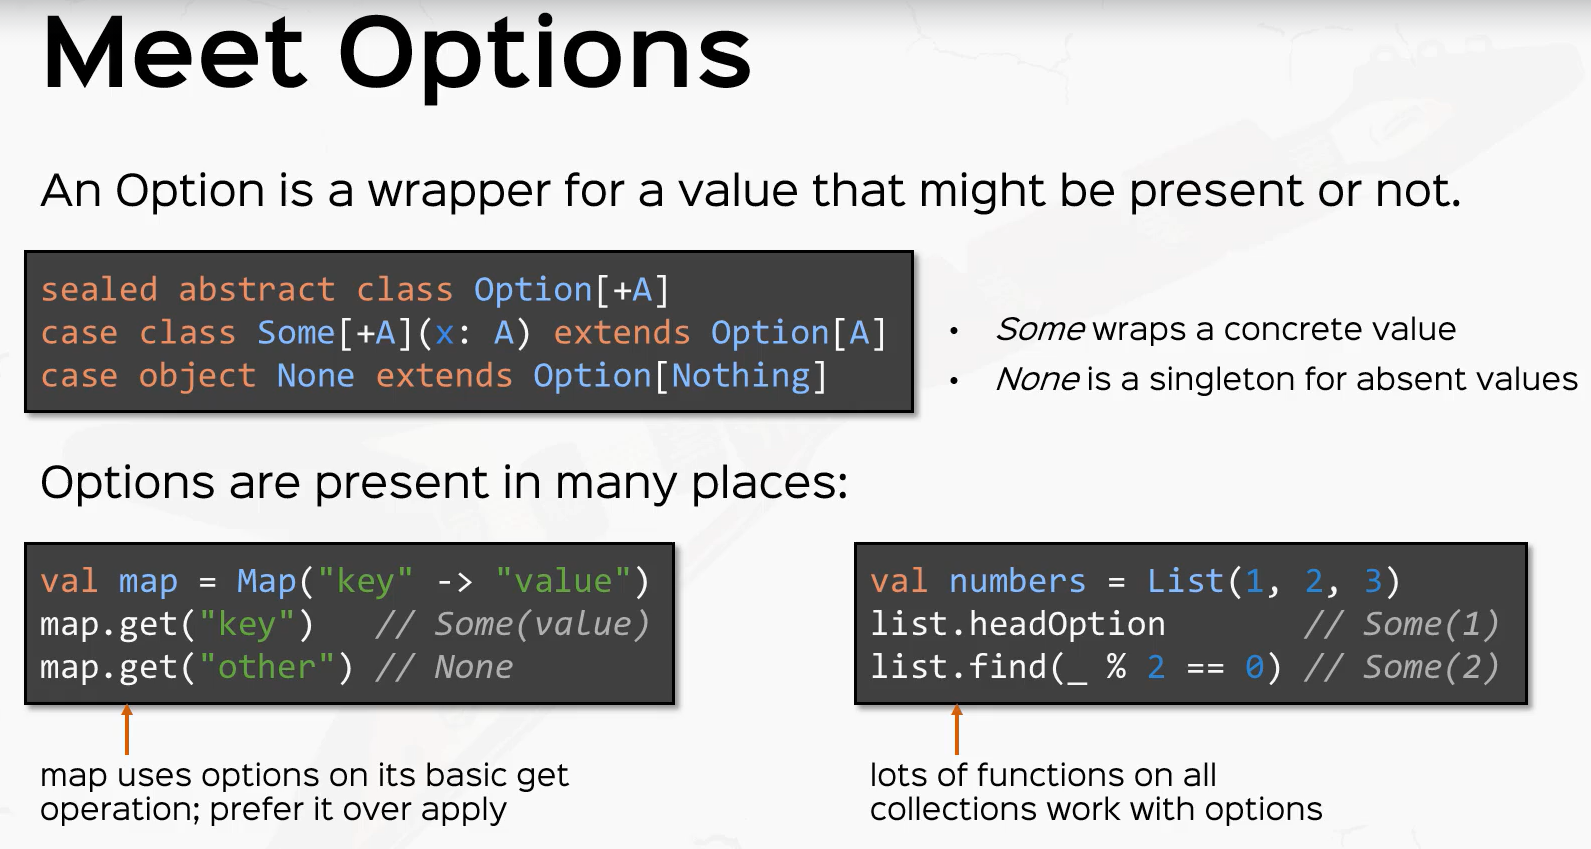 Meet Options
An Option is a wrapper for a value that might be present or not.
sealed abstract class Option[+A]
case class Some[+A](x: A) extends Option[A]
case object None extends Option[Nothing]
• Some wraps a concrete value
• None is a singleton for absent values
Options are present in many places:
val map = Map("key" -> "value")
map.get("key")   // Some(value)
map.get("other") // None
map uses options on its basic get
operation; prefer it over apply
val numbers = List(1, 2, 3)
list.headOption       // Some(1)
list.find(_ % 2 == 0) // Some(2)
lots of functions on all
collections work with options